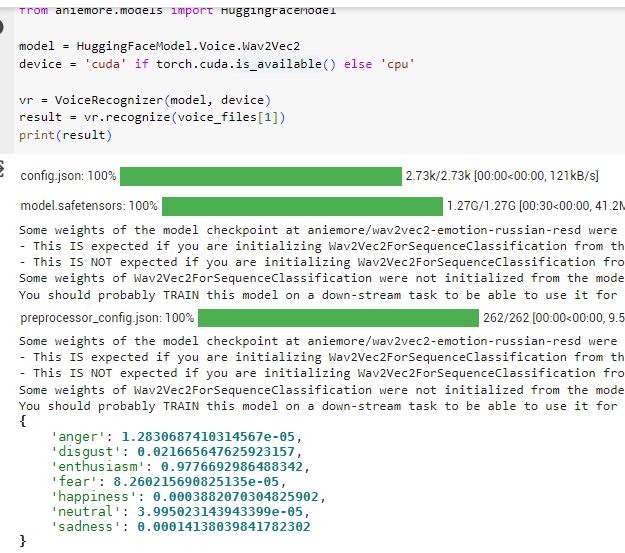 from aniemore.models import HuggingFaceModel
model = HuggingFaceModel.Voice.Wav2Vec2
device = 'cuda' if torch.cuda.is_available() else 'cpu'
vr = VoiceRecognizer(model, device)
result = vr.recognize(voice_files[1])
print(result)
config.json: 100% 2.73k/2.73k [00:00<00:00, 121kB/s]
model.safetensors: 100% 1.27G/1.27G [00:30<00:00, 41.2M
Some weights of the model checkpoint at aniemore/wav2vec2-emotion-russian-resd were
- This IS expected if you are initializing Wav2Vec2ForSequenceClassification from th
- This IS NOT expected if you are initializing Wav2Vec2ForSequenceClassification fro
Some weights of Wav2Vec2ForSequenceClassification were not initialized from the mode
You should probably TRAIN this model on a down-stream task to be able to use it for
preprocessor_config.json: 100% 262/262 [00:00<00:00, 9.5
Some weights of the model checkpoint at aniemore/wav2vec2-emotion-russian-resd were
- This IS expected if you are initializing Wav2Vec2ForSequenceClassification from th
- This IS NOT expected if you are initializing Wav2Vec2ForSequenceClassification fro
Some weights of Wav2Vec2ForSequenceClassification were not initialized from the mode
You should probably TRAIN this model on a down-stream task to be able to use it for
{
'anger': 1.2830687410314567e-05,
'disgust': 0.021665647625923157,
'enthusiasm': 0.9776692986488342,
'fear': 8.260215690825135e-05,
'happiness': 0.0003882070304825902,
'neutral': 3.995023143943399e-05,
'sadness': 0.00014138039841782302
}